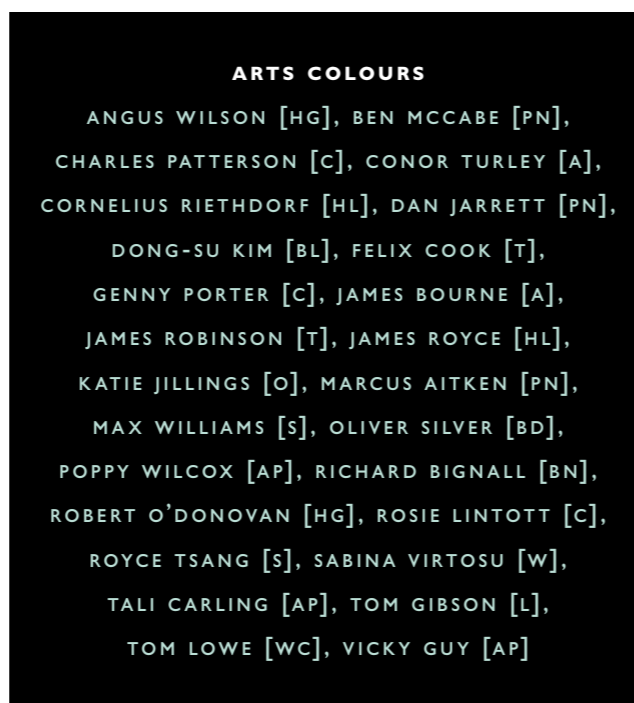 ARTS COLOURS
ANGUS WILSON [HG], BEN MCCABE [PN],
CHARLES PATTERSON [C], CONOR TURLEY [A],
CORNELIUS RIETHDORF [HL], DAN JARRETT [PN],
DONG-SU KIM [BL], FELIX COOK [T],
GENNY PORTER [C], JAMES BOURNE [A],
JAMES ROBINSON [T], JAMES ROYCE [HL],
KATIE JILLINGS [O], MARCUS AITKEN [PN],
MAX WILLIAMS [S], OLIVER SILVER [BD],
POPPY WILCOX [AP], RICHARD BIGNALL [BN],
ROBERT O’DONOVAN [HG], ROSIE LINTOTT [C],
ROYCE TSANG [S], SABINA VIRTOSU [W],
TALI CARLING [AP], TOM GIBSON [L],
TOM LOWE [WC], VICKY GUY [AP]